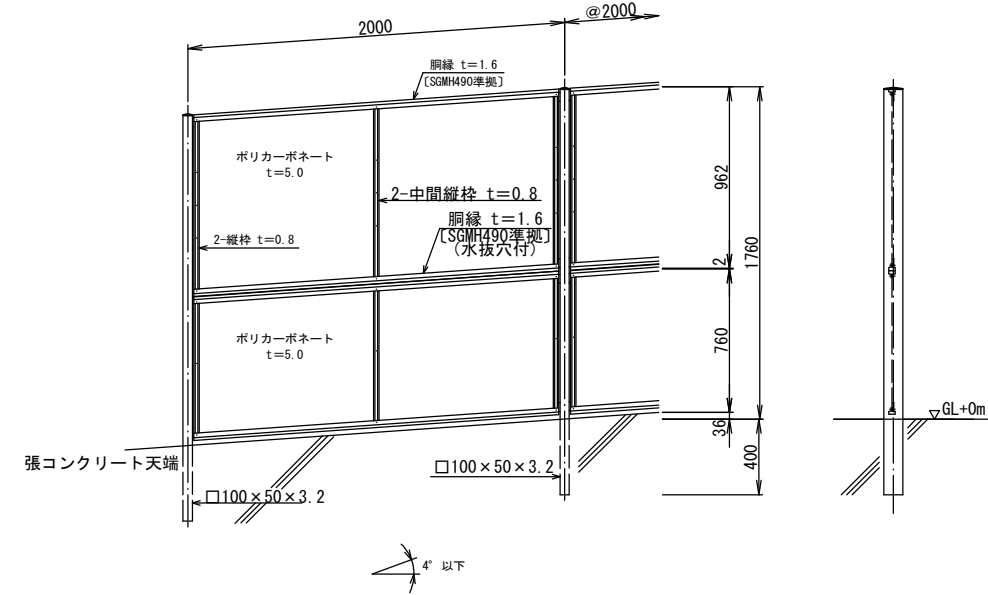 2000
@2000
胴縁 t=1.6
[SGMH490準拠]
ポリカーボネート
t=5.0
2-中間縦枠 t=0.8
胴縁 t=1.6
[SGMH490準拠]
(水抜穴付)
2-縦枠 t=0.8
962
2
1760
760
36
400
ポリカーボネート
t=5.0
GL+0m
張コンクリート天端
□100×50×3.2
□100×50×3.2
4° 以下